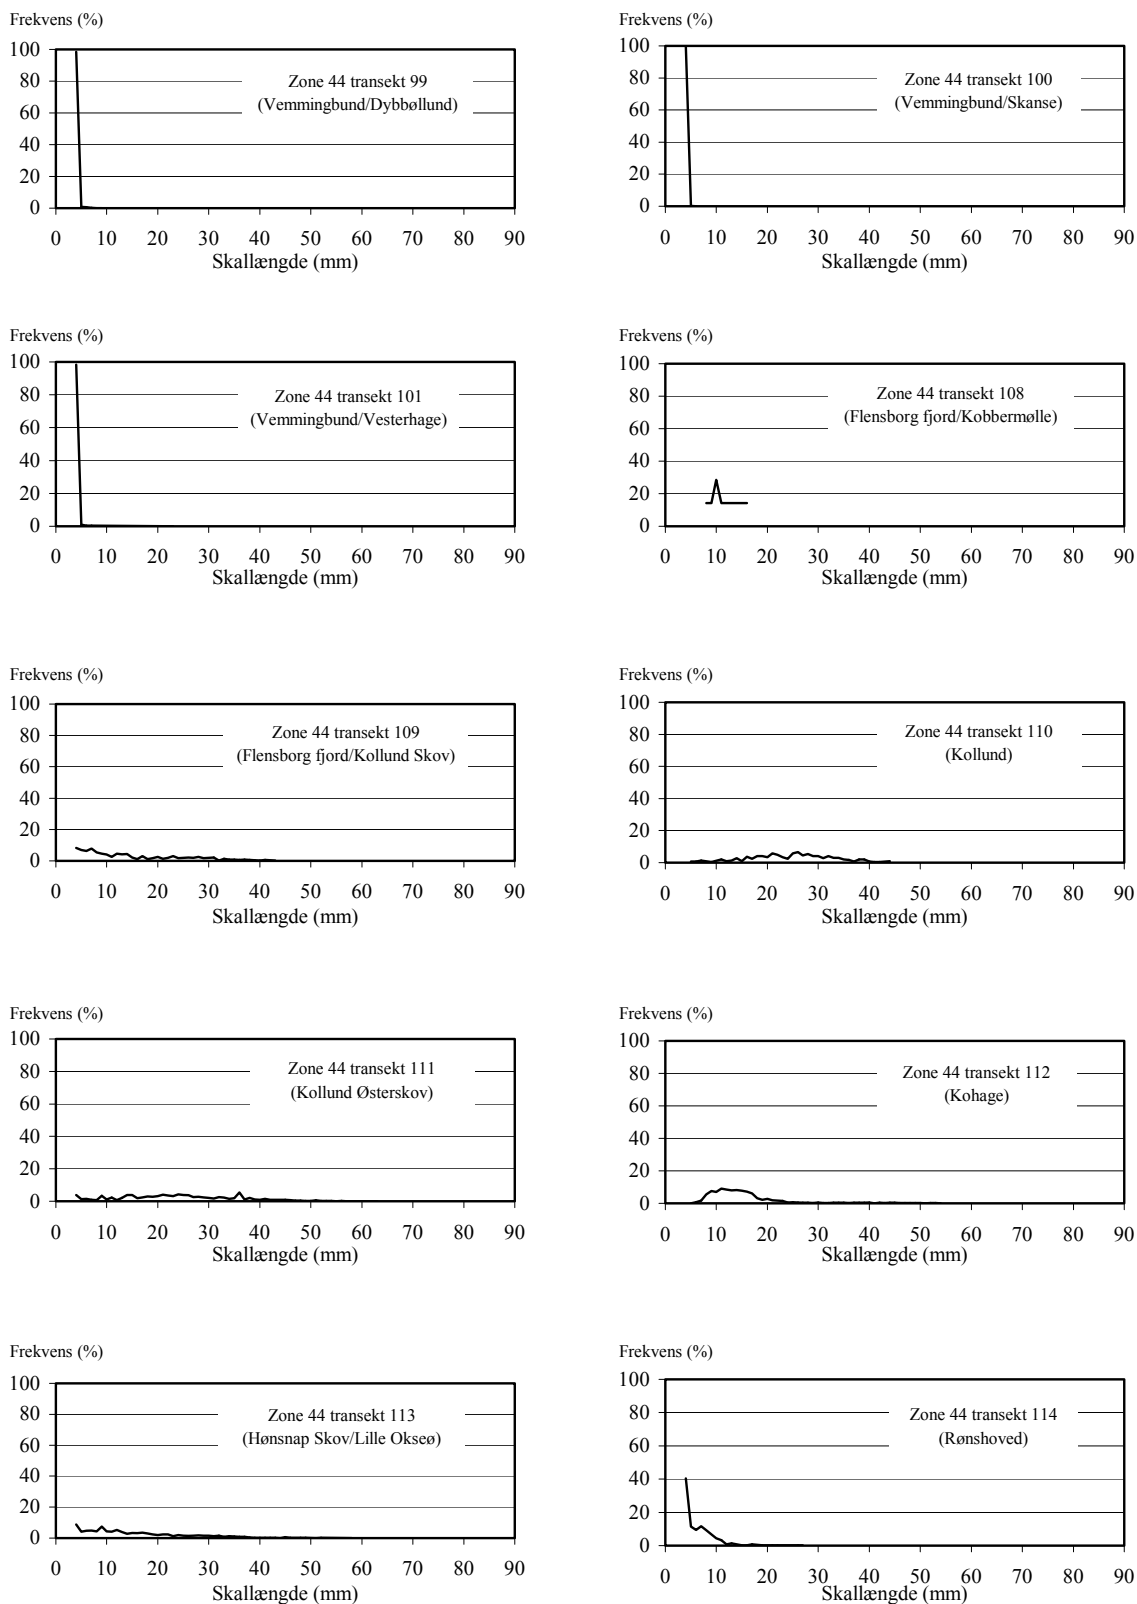 Frekvens (%)
100
80
60
40
20
0
Zone 44 transekt 99
(Vemmingbund/Dybbøllund)
0 10 20 30 40 50 60 70 80 90
Skallængde (mm)
Frekvens (%)
100
80
60
40
20
0
Zone 44 transekt 100
(Vemmingbund/Skanse)
0 10 20 30 40 50 60 70 80 90
Skallængde (mm)
Frekvens (%)
100
80
60
40
20
0
Zone 44 transekt 101
(Vemmingbund/Vesterhage)
0 10 20 30 40 50 60 70 80 90
Skallængde (mm)
Frekvens (%)
100
80
60
40
20
0
Zone 44 transekt 108
(Flensborg fjord/Kobbermølle)
0 10 20 30 40 50 60 70 80 90
Skallængde (mm)
Frekvens (%)
100
80
60
40
20
0
Zone 44 transekt 109
(Flensborg fjord/Kollund Skov)
0 10 20 30 40 50 60 70 80 90
Skallængde (mm)
Frekvens (%)
100
80
60
40
20
0
Zone 44 transekt 110
(Kollund)
0 10 20 30 40 50 60 70 80 90
Skallængde (mm)
Frekvens (%)
100
80
60
40
20
0
Zone 44 transekt 111
(Kollund Østerskov)
0 10 20 30 40 50 60 70 80 90
Skallængde (mm)
Frekvens (%)
100
80
60
40
20
0
Zone 44 transekt 112
(Kohage)
0 10 20 30 40 50 60 70 80 90
Skallængde (mm)
Frekvens (%)
100
80
60
40
20
0
Zone 44 transekt 113
(Hønsnap Skov/Lille Okseø)
0 10 20 30 40 50 60 70 80 90
Skallængde (mm)
Frekvens (%)
100
80
60
40
20
0
Zone 44 transekt 114
(Rønshoved)
0 10 20 30 40 50 60 70 80 90
Skallængde (mm)